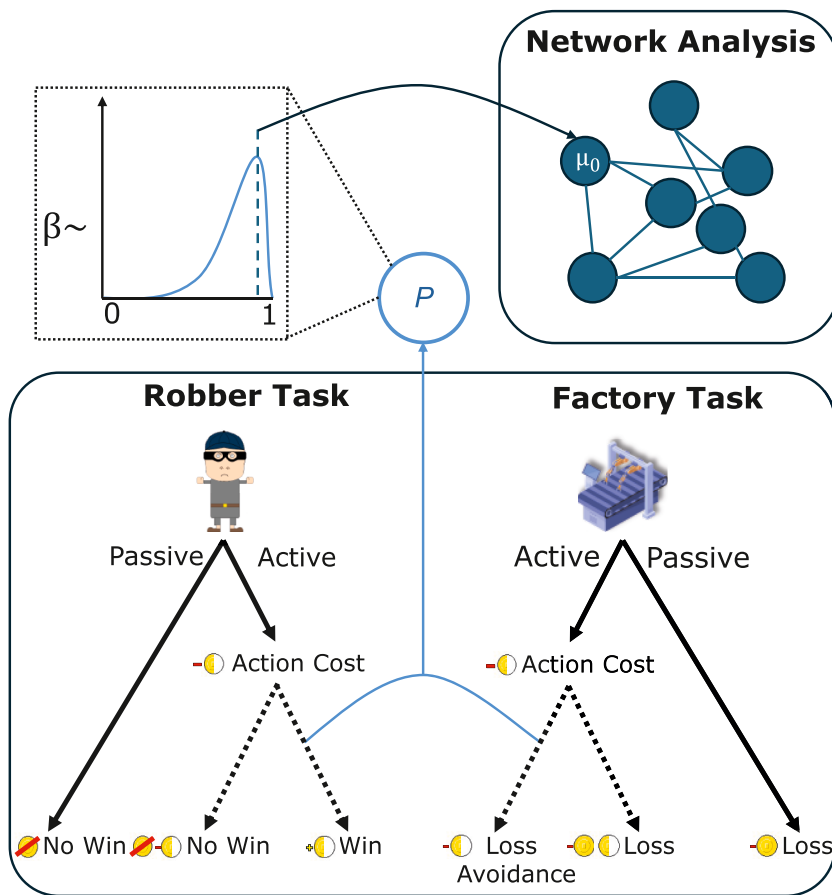 Network Analysis
β~
0
1
μ0
P
Robber Task
Factory Task
Passive
Active
Active
Passive
- Action Cost
- Action Cost
No Win
- No Win
+ Win
- Loss
Avoidance
- Loss
- Loss